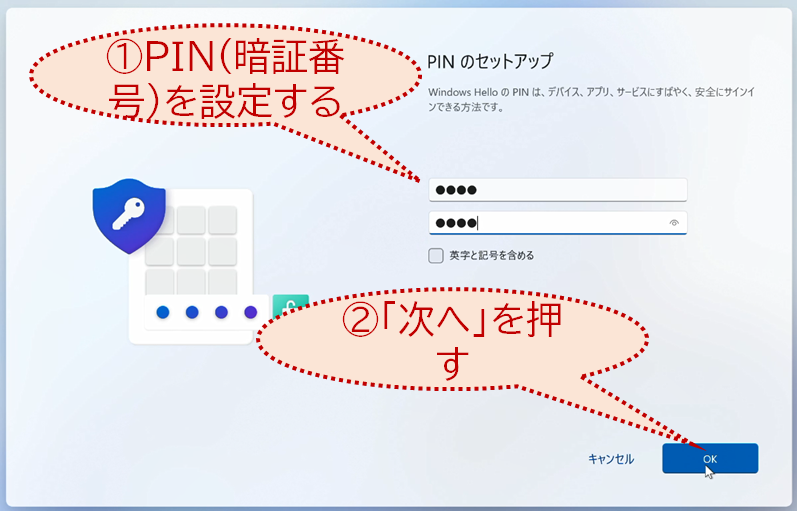 ①PIN(暗証番
号)を設定する
PIN のセットアップ
Windows Hello の PIN は、デバイス、アプリ、サービスにすばやく、安全にサインイ
ンできる方法です。
英字と記号を含める
②「次へ」を押
す
キャンセル
OK